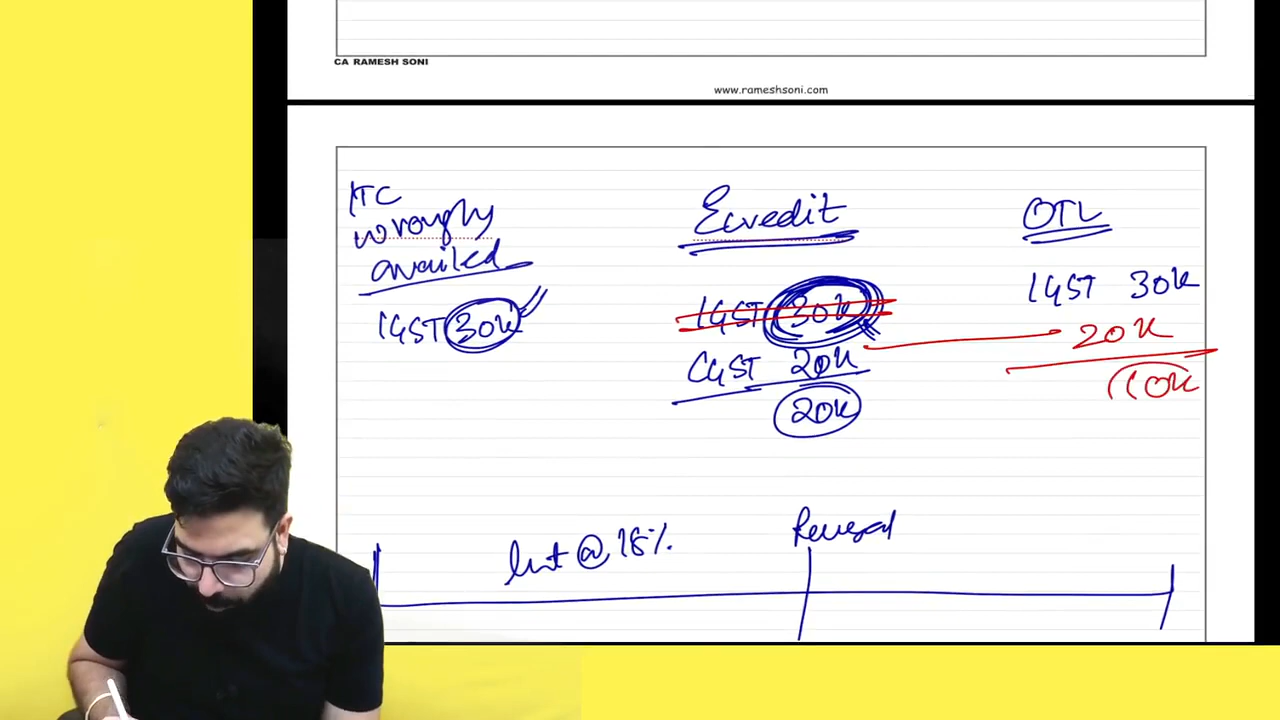 CA RAMESH SONI
www.rameshsoni.com
ITC
wrongly
availed
IGST 30k
Ecredit
IGST 30k
CGST 20k
20k
OTL
IGST 30k
20k
10k
Int @ 18%
Reversal